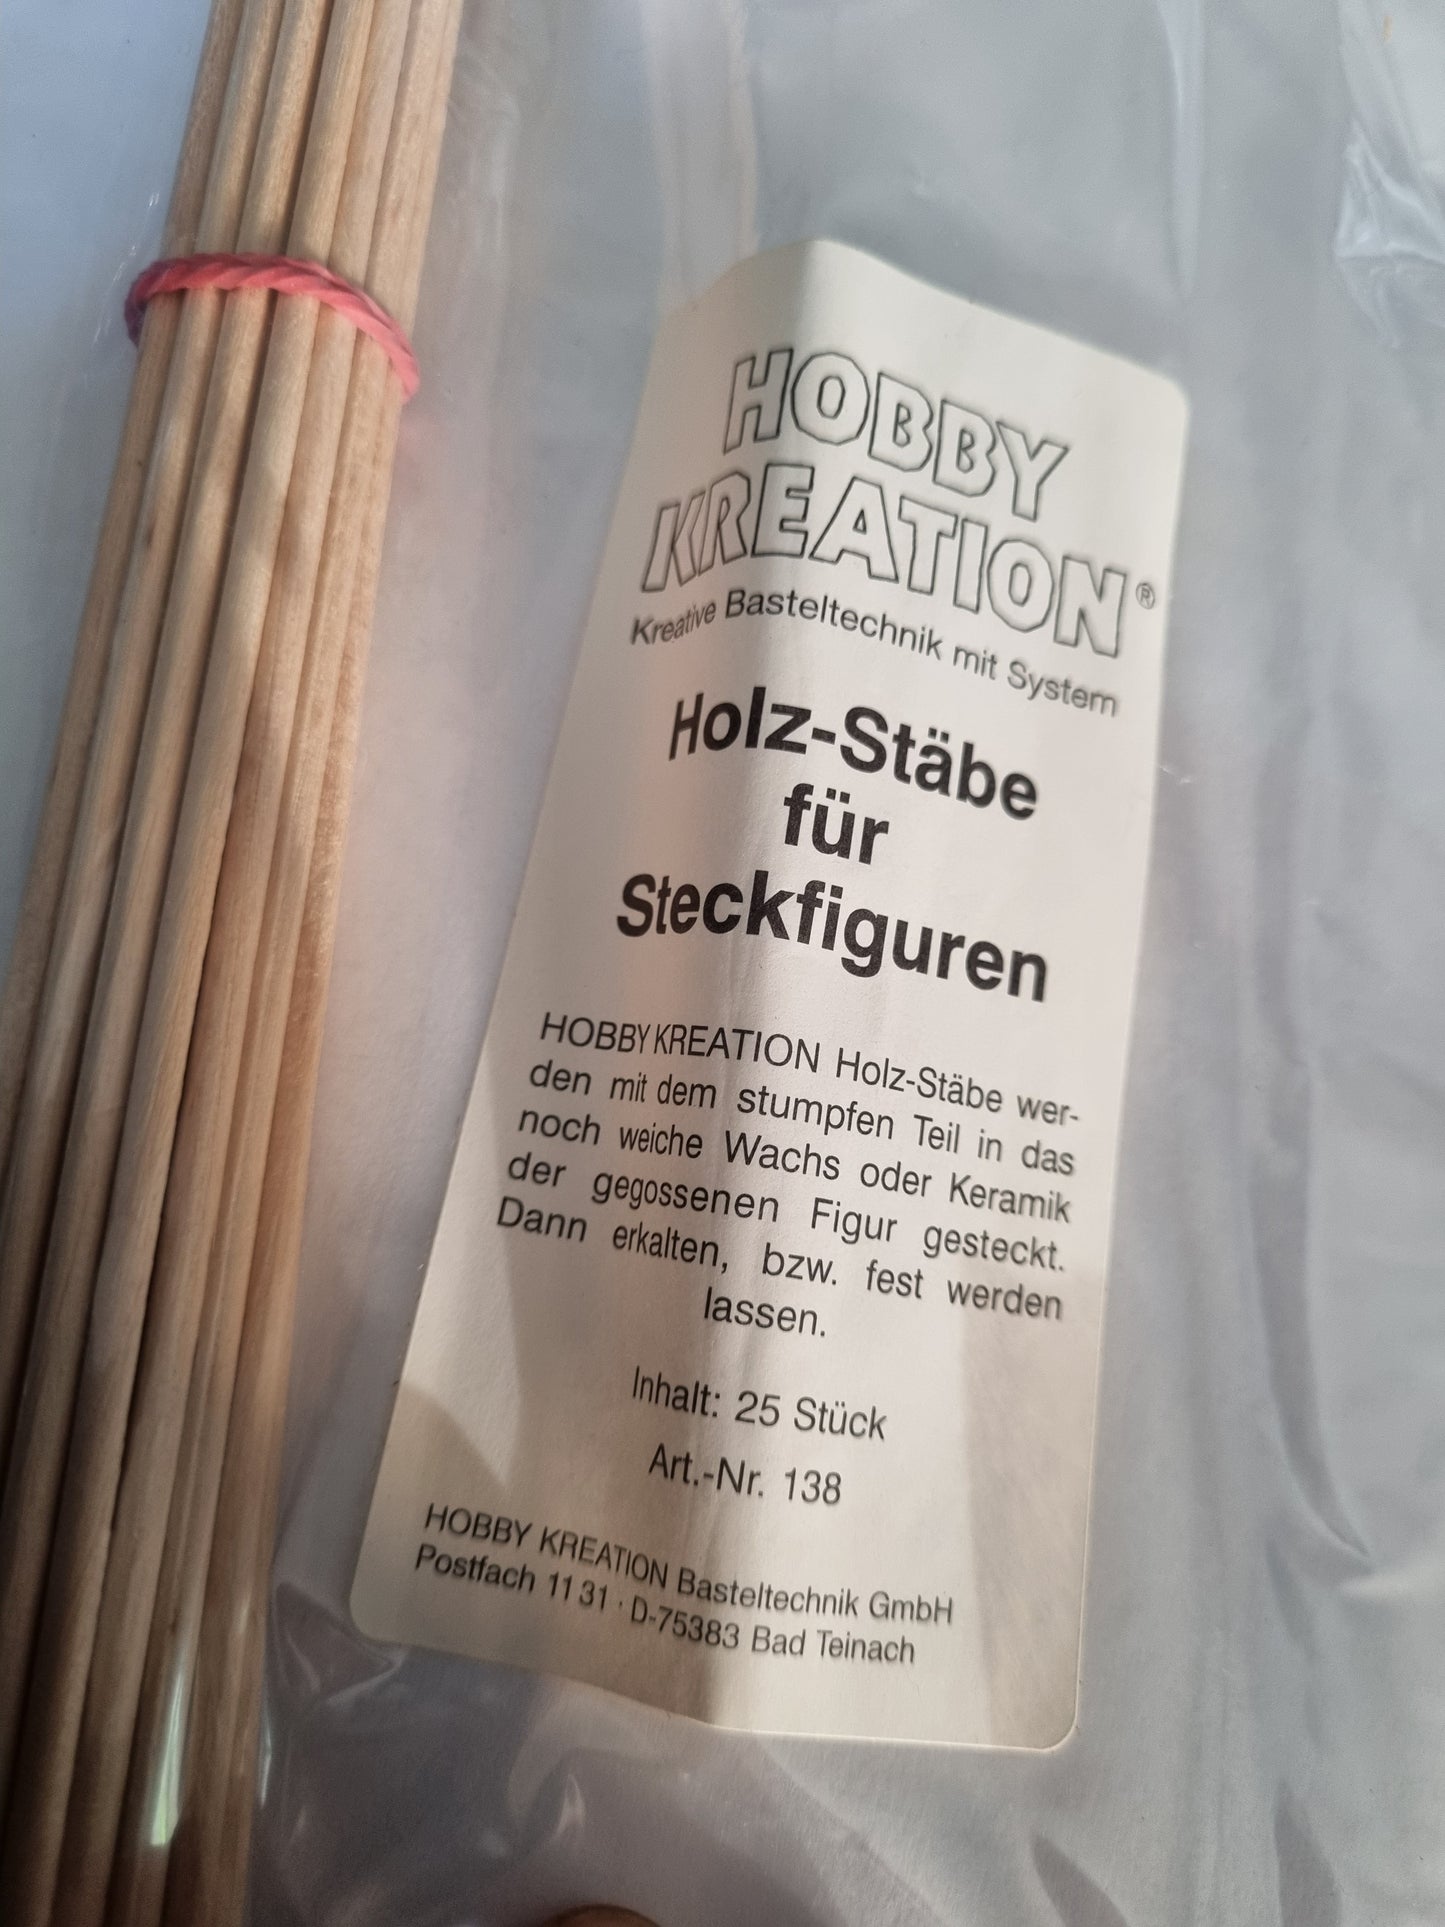 HOBBY
KREATION®
Kreative Basteltechnik mit System
Holz-Stäbe
für
Steckfiguren
HOBBY KREATION Holz-Stäbe wer-
den mit dem stumpfen Teil in das
noch weiche Wachs oder Keramik
der gegossenen Figur gesteckt.
Dann erkalten, bzw. fest werden
lassen.
Inhalt: 25 Stück
Art.-Nr. 138
HOBBY KREATION Basteltechnik GmbH
Postfach 11 31 · D-75383 Bad Teinach